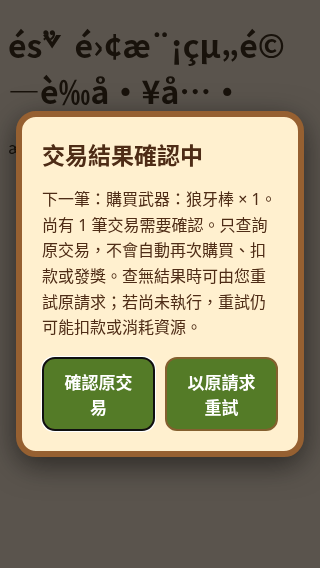 交易結果確認中
下一筆：購買武器：狼牙棒 × 1。
尚有 1 筆交易需要確認。只查詢
原交易，不會自動再次購買、扣
款或發獎。查無結果時可由您重
試原請求；若尚未執行，重試仍
可能扣款或消耗資源。
確認原交
易
以原請求
重試